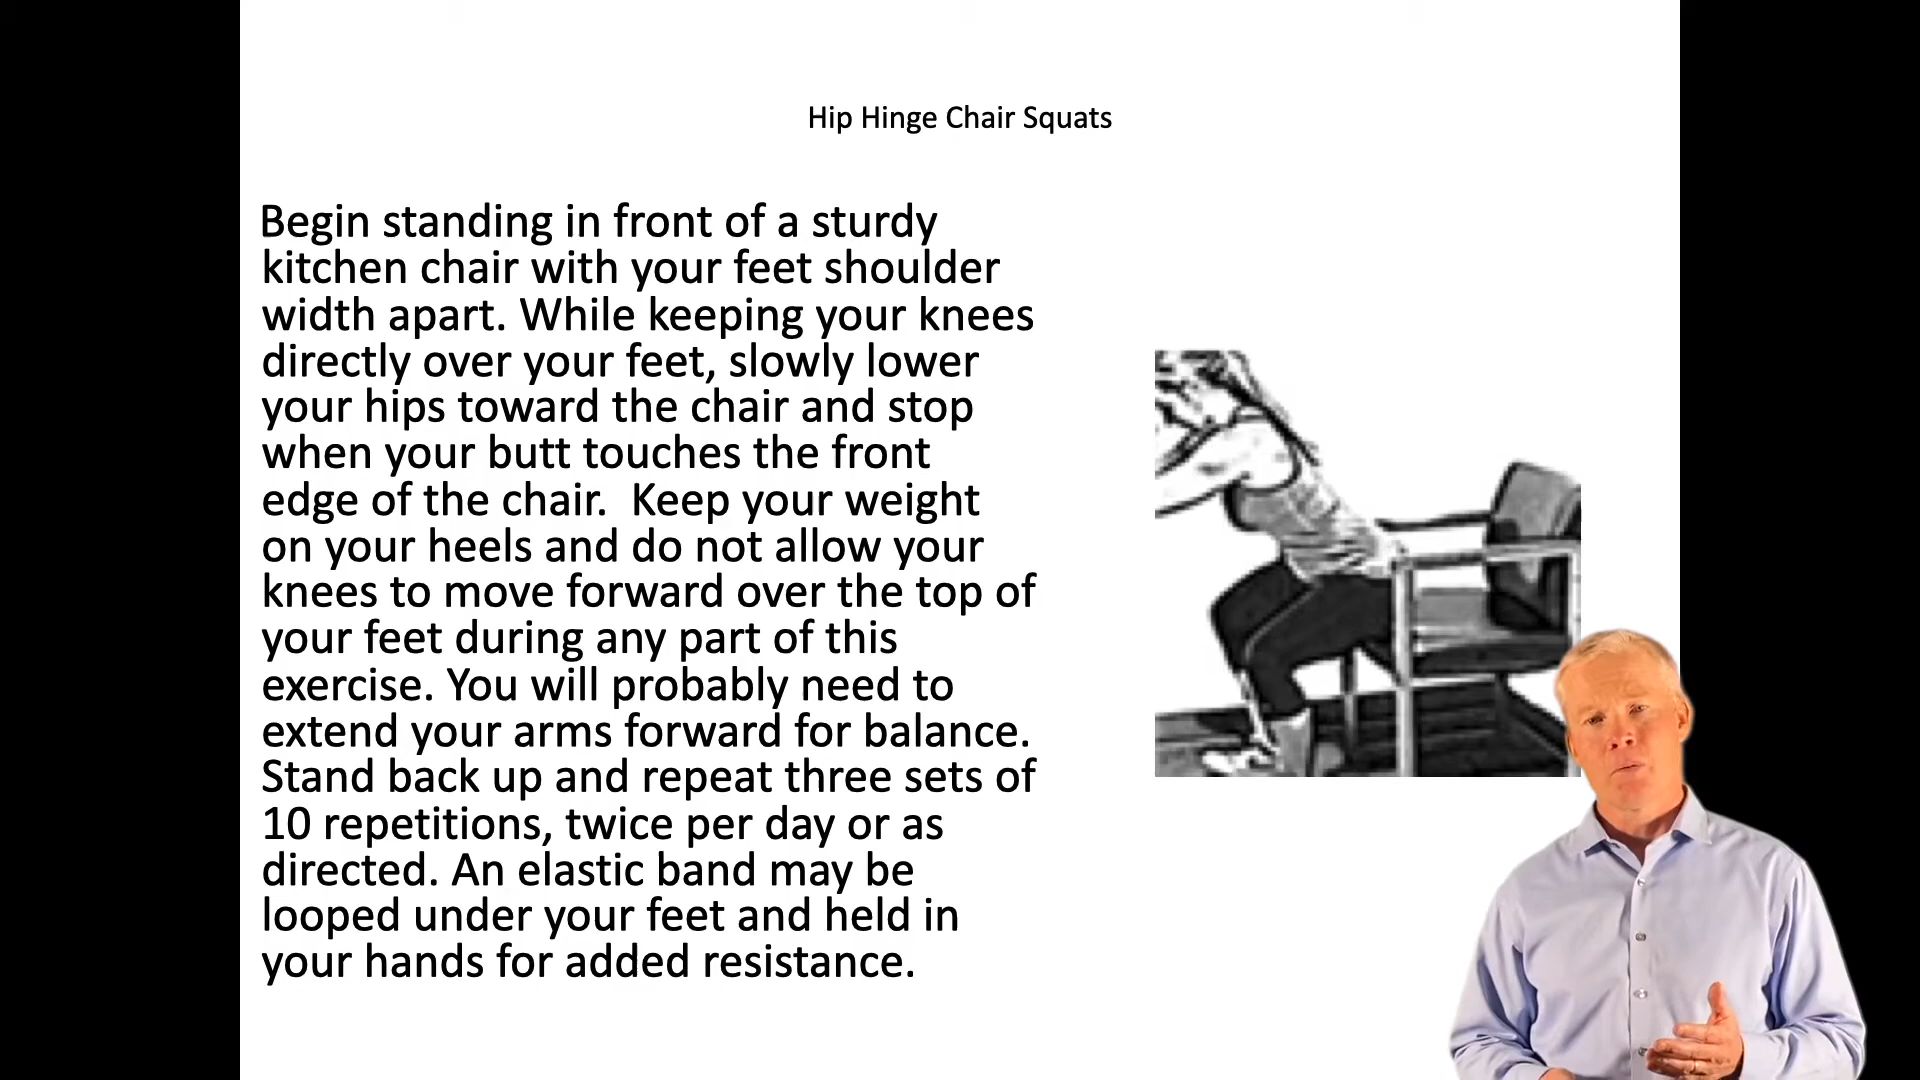 Hip Hinge Chair Squats
Begin standing in front of a sturdy
kitchen chair with your feet shoulder
width apart. While keeping your knees
directly over your feet, slowly lower
your hips toward the chair and stop
when your butt touches the front
edge of the chair.  Keep your weight
on your heels and do not allow your
knees to move forward over the top of
your feet during any part of this
exercise. You will probably need to
extend your arms forward for balance.
Stand back up and repeat three sets of
10 repetitions, twice per day or as
directed. An elastic band may be
looped under your feet and held in
your hands for added resistance.